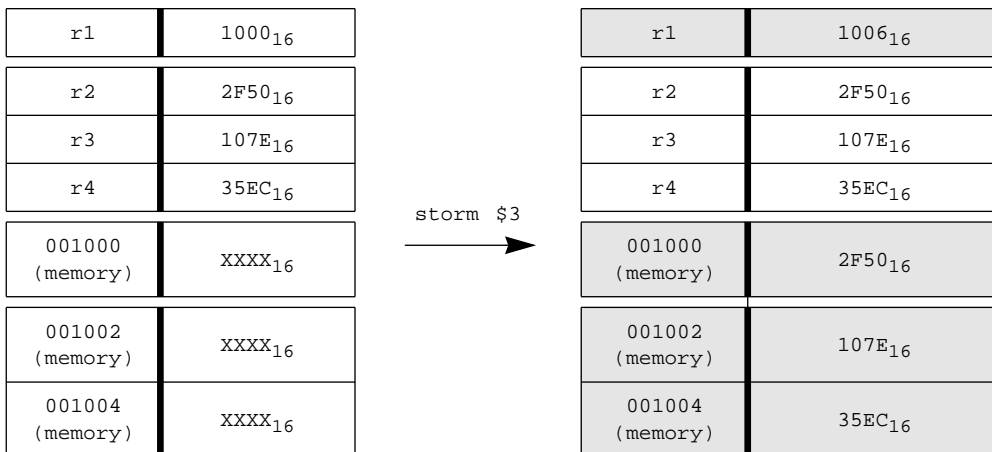 r1 1000₁₆
r2 2F50₁₆
r3 107E₁₆
r4 35EC₁₆
001000
(memory) XXXX₁₆
001002
(memory) XXXX₁₆
001004
(memory) XXXX₁₆
storm $3
r1 1006₁₆
r2 2F50₁₆
r3 107E₁₆
r4 35EC₁₆
001000
(memory) 2F50₁₆
001002
(memory) 107E₁₆
001004
(memory) 35EC₁₆